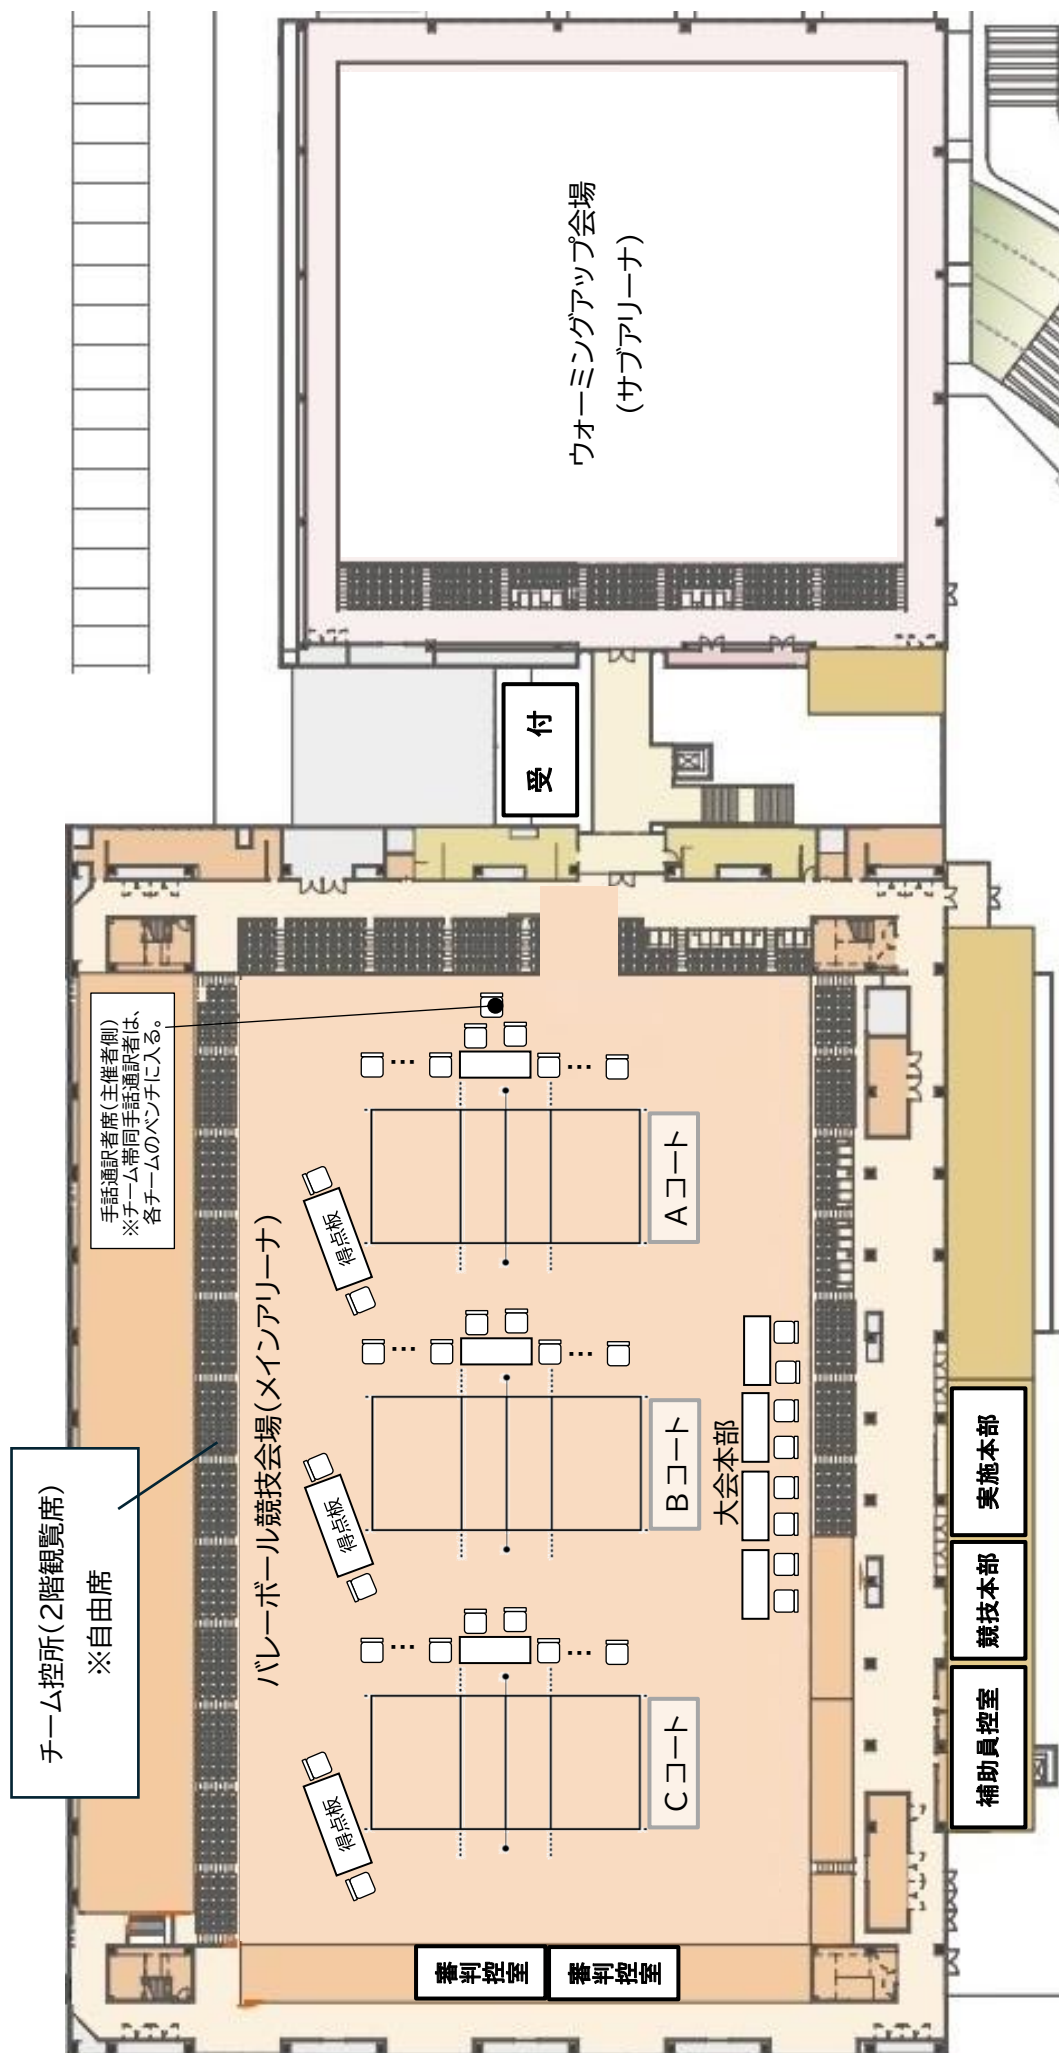 ウォーミングアップ会場
(サブアリーナ)
受　付
手話通訳者席(主催者側)
※チーム帯同手話通訳者は、
各チームのベンチに入る。
チーム控所(2階観覧席)
※自由席
バレーボール競技会場(メインアリーナ)
得点板
…
…
Aコート
得点板
…
…
Bコート
得点板
…
…
Cコート
大会本部
実施本部
競技本部
補助員控室
審判控室
審判控室